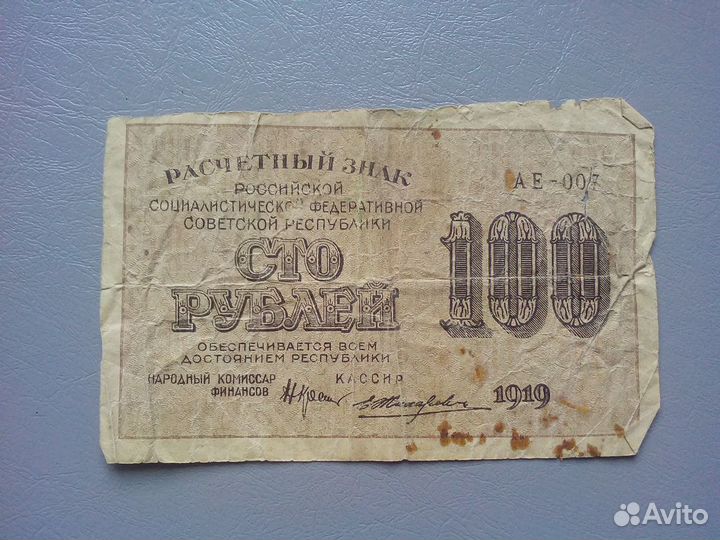 РАСЧЕТНЫЙ ЗНАК
РОССИЙСКОЙ
СОЦИАЛИСТИЧЕСКОЙ ФЕДЕРАТИВНОЙ
СОВЕТСКОЙ РЕСПУБЛИКИ
СТО
РУБЛЕЙ
ОБЕСПЕЧИВАЕТСЯ ВСЕМ
ДОСТОЯНИЕМ РЕСПУБЛИКИ
НАРОДНЫЙ КОМИССАР
ФИНАНСОВ
КАССИР
АЕ-007
100
1919
Avito